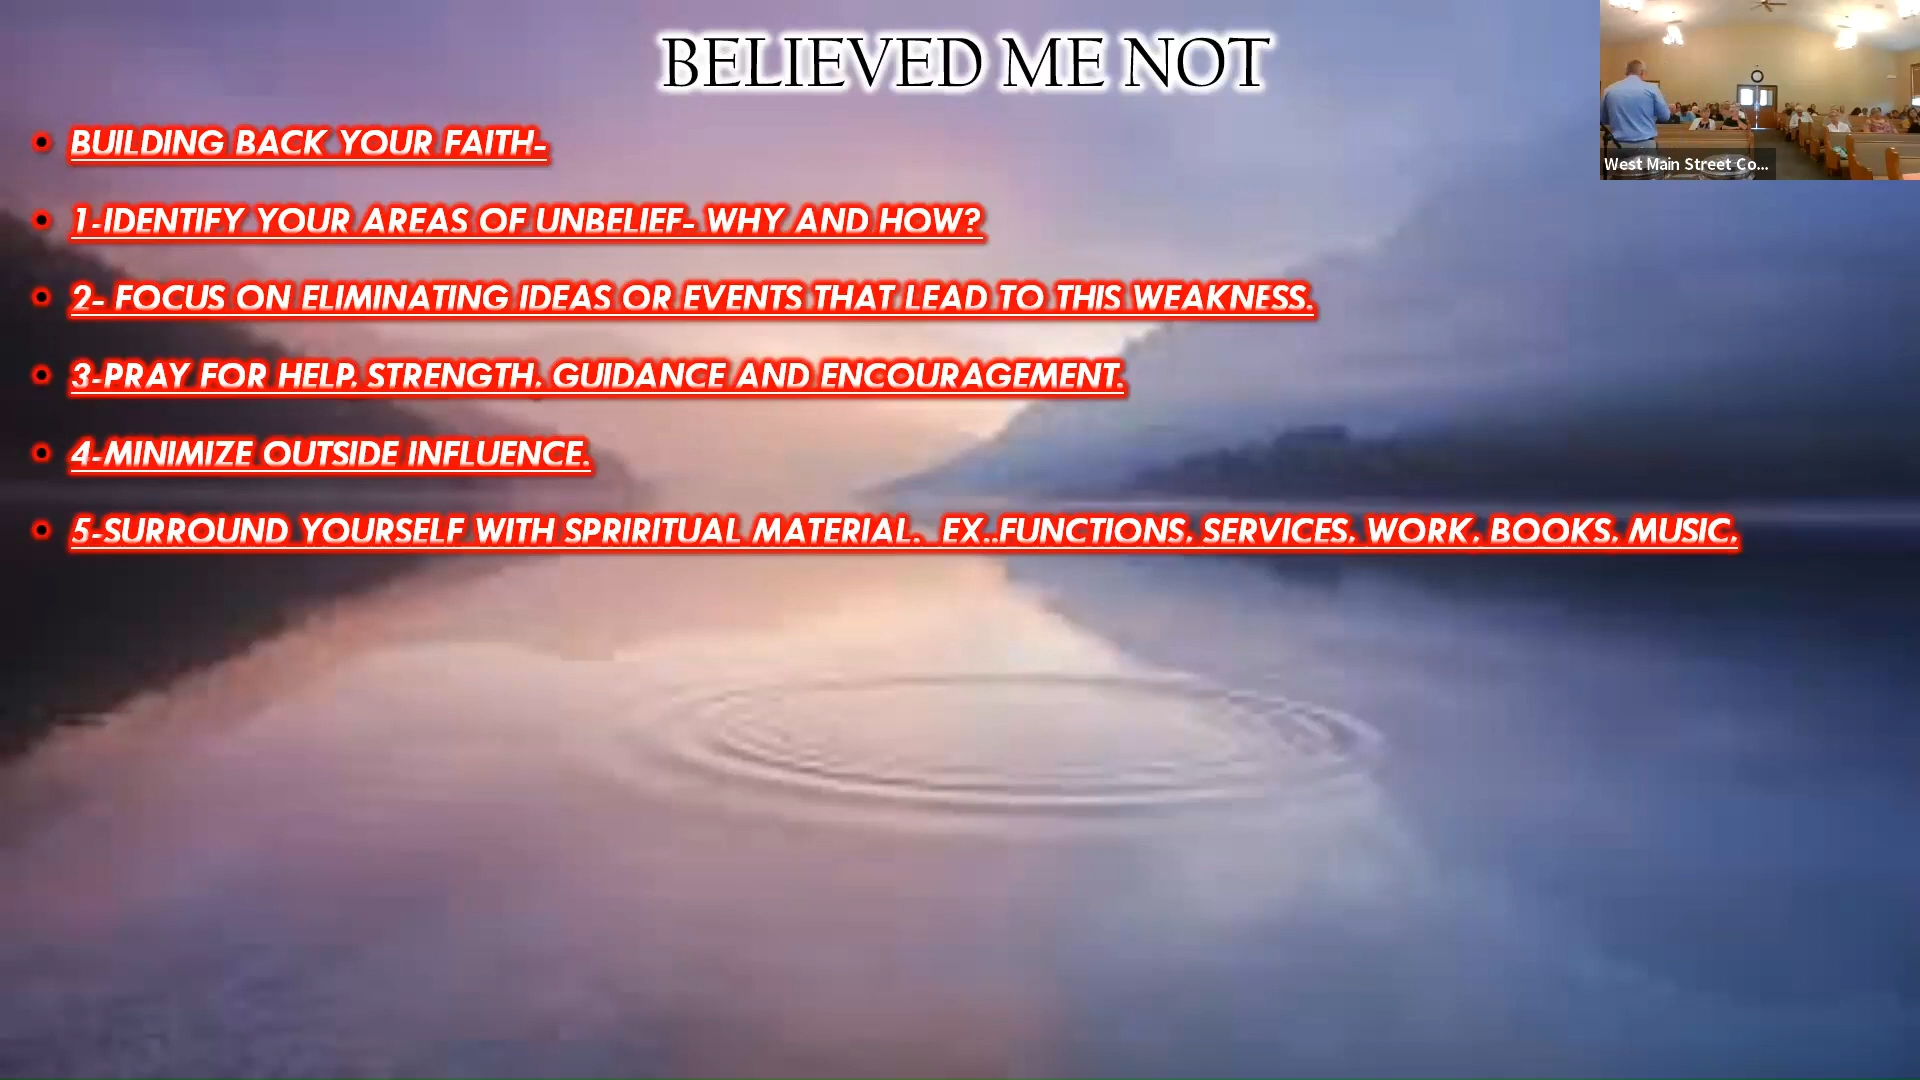 BELIEVED ME NOT
West Main Street Co...
• BUILDING BACK YOUR FAITH-
• 1-IDENTIFY YOUR AREAS OF UNBELIEF- WHY AND HOW?
• 2- FOCUS ON ELIMINATING IDEAS OR EVENTS THAT LEAD TO THIS WEAKNESS.
• 3-PRAY FOR HELP, STRENGTH, GUIDANCE AND ENCOURAGEMENT.
• 4-MINIMIZE OUTSIDE INFLUENCE.
• 5-SURROUND YOURSELF WITH SPRIRITUAL MATERIAL. EX..FUNCTIONS, SERVICES, WORK, BOOKS, MUSIC,